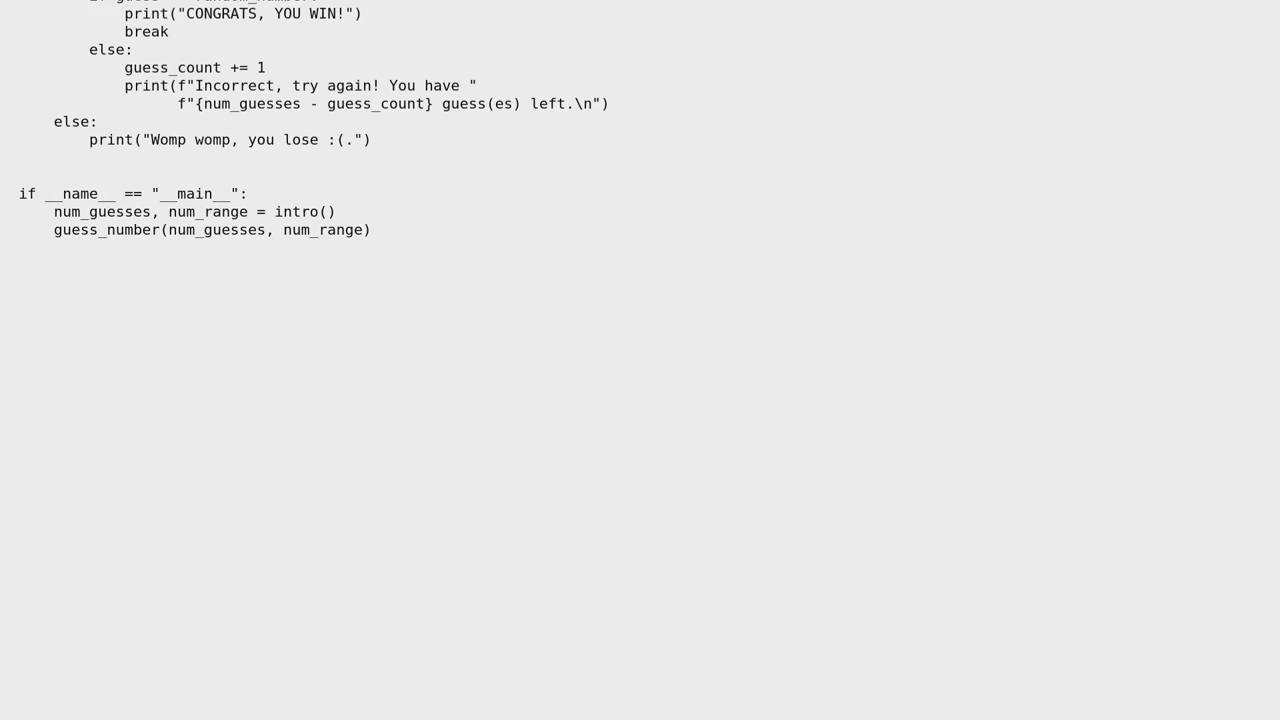 print("CONGRATS, YOU WIN!")
            break
        else:
            guess_count += 1
            print(f"Incorrect, try again! You have "
                  f"{num_guesses - guess_count} guess(es) left.\n")
    else:
        print("Womp womp, you lose :(.")

if __name__ == "__main__":
    num_guesses, num_range = intro()
    guess_number(num_guesses, num_range)